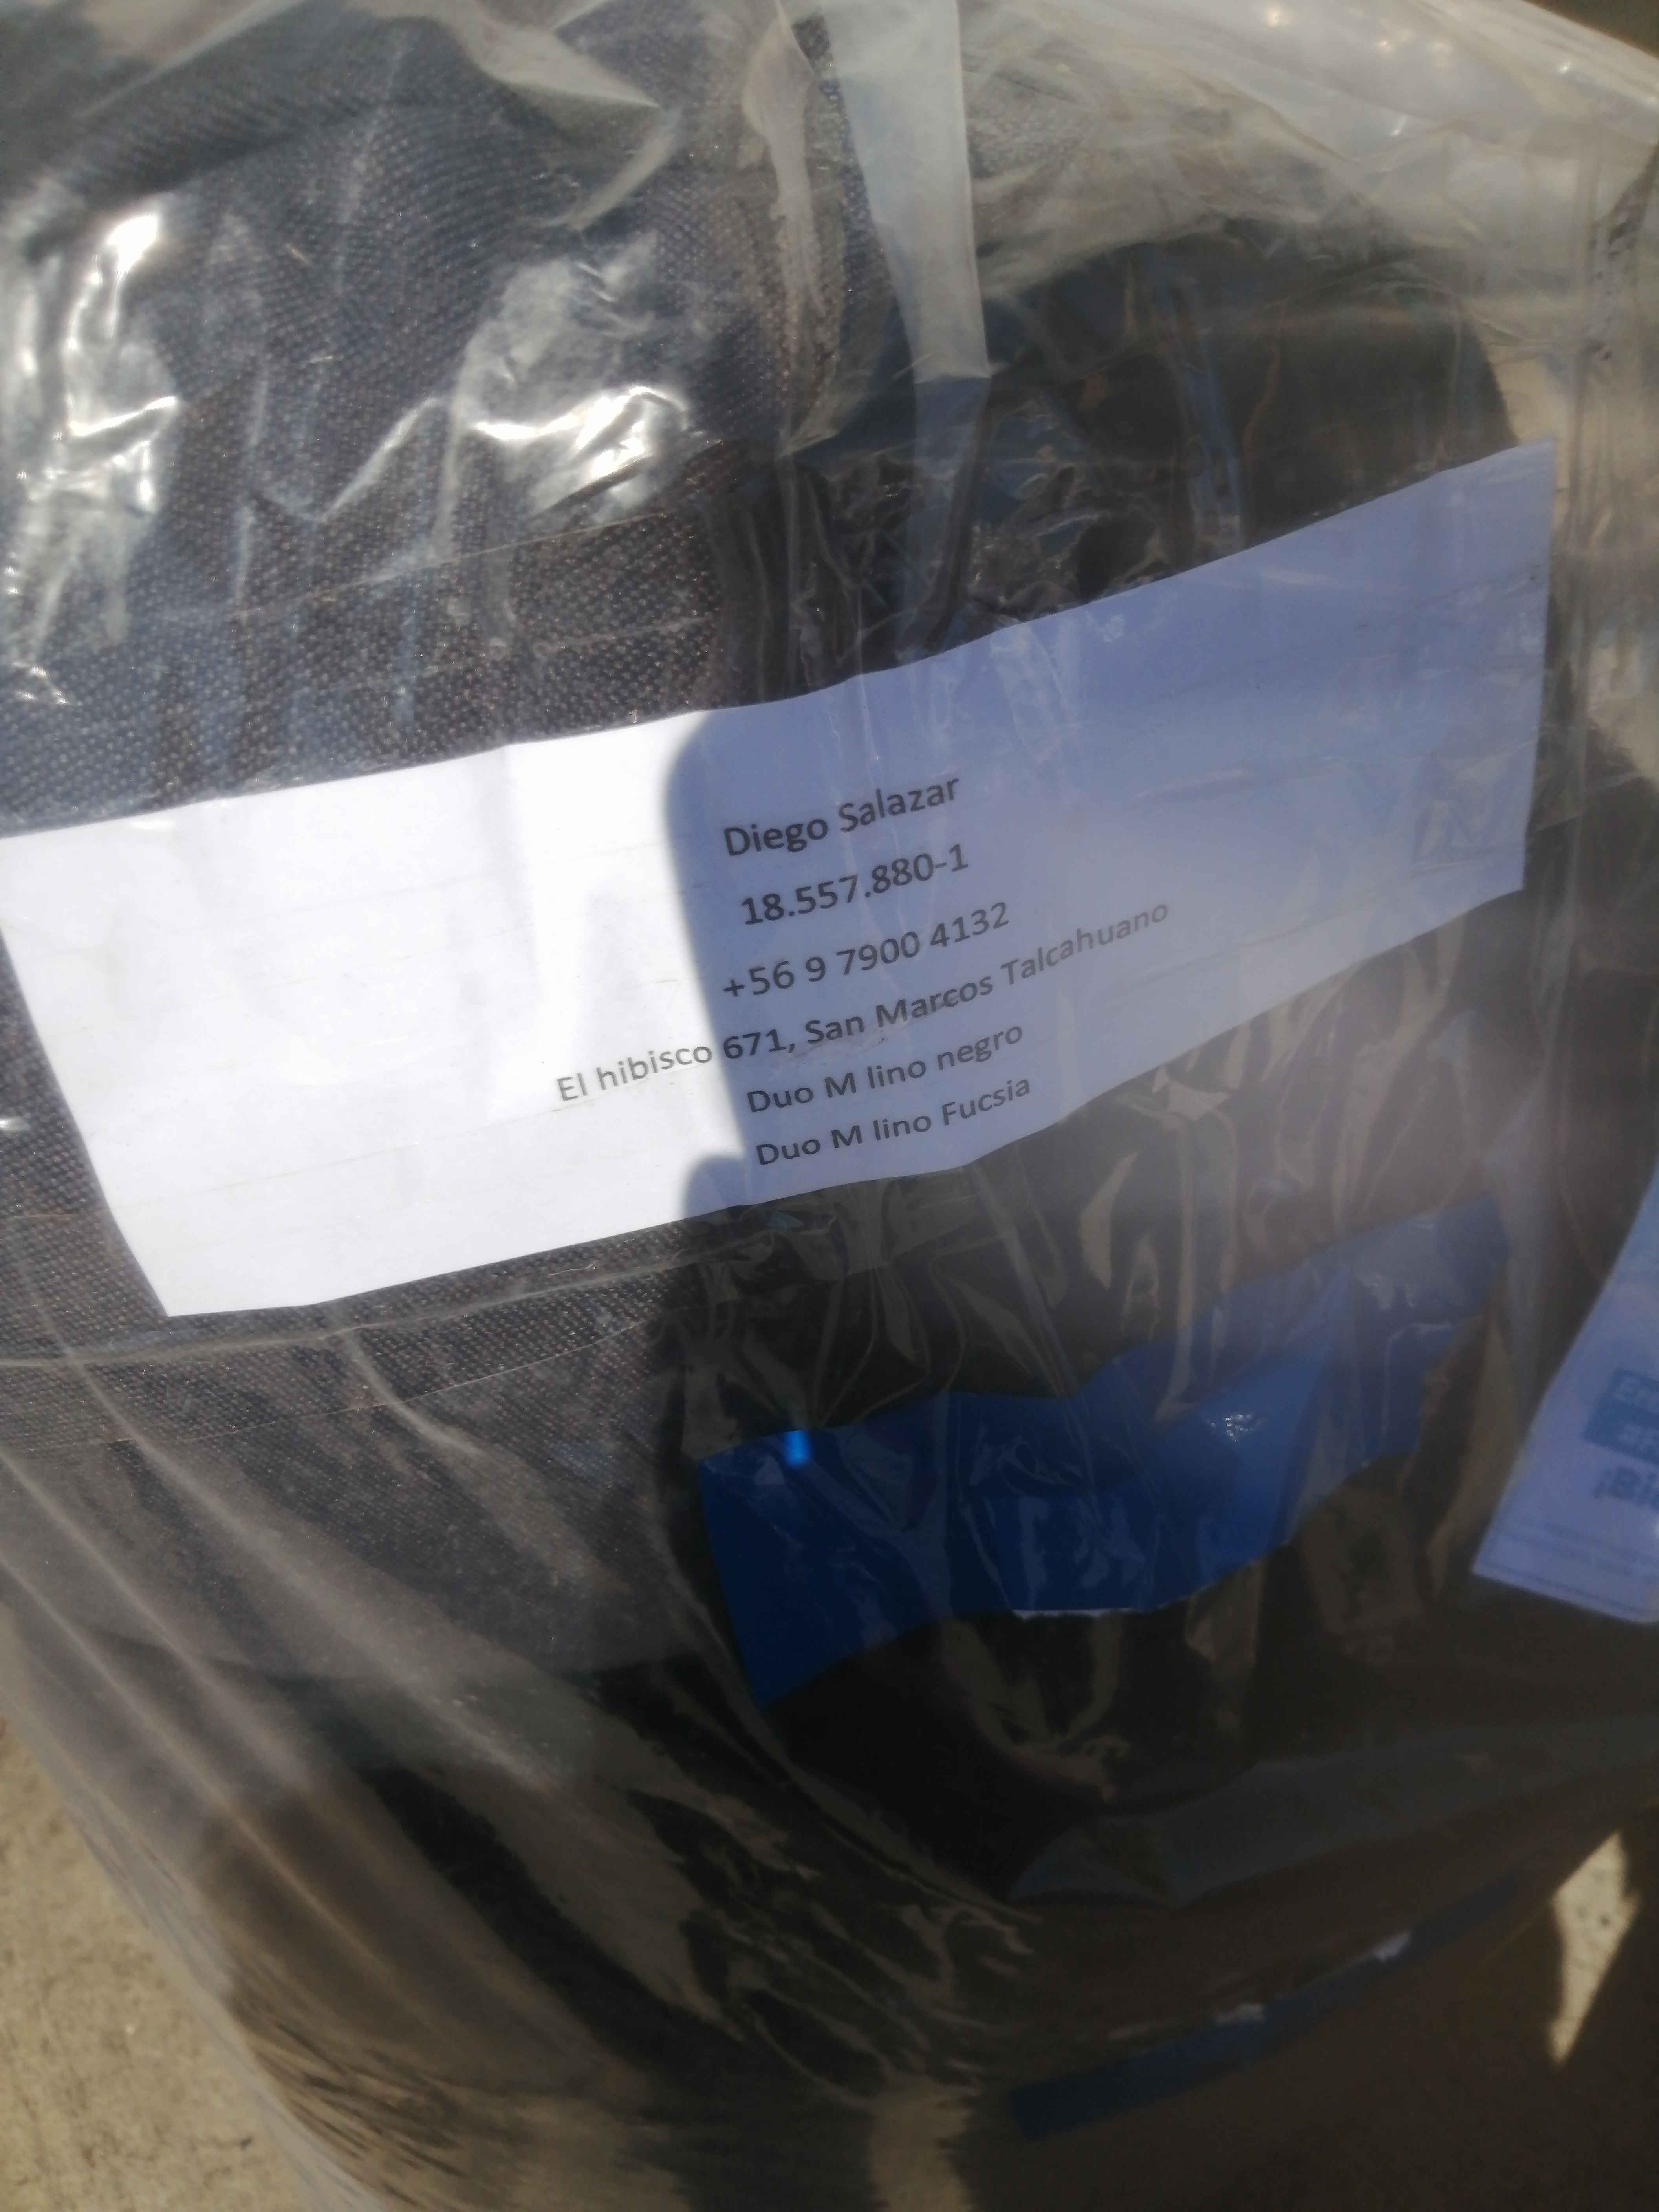 Diego Salazar
18.557.880-1
+56 9 7900 4132
El hibisco 671, San Marcos Talcahuano
Duo M lino negro
Duo M lino Fucsia